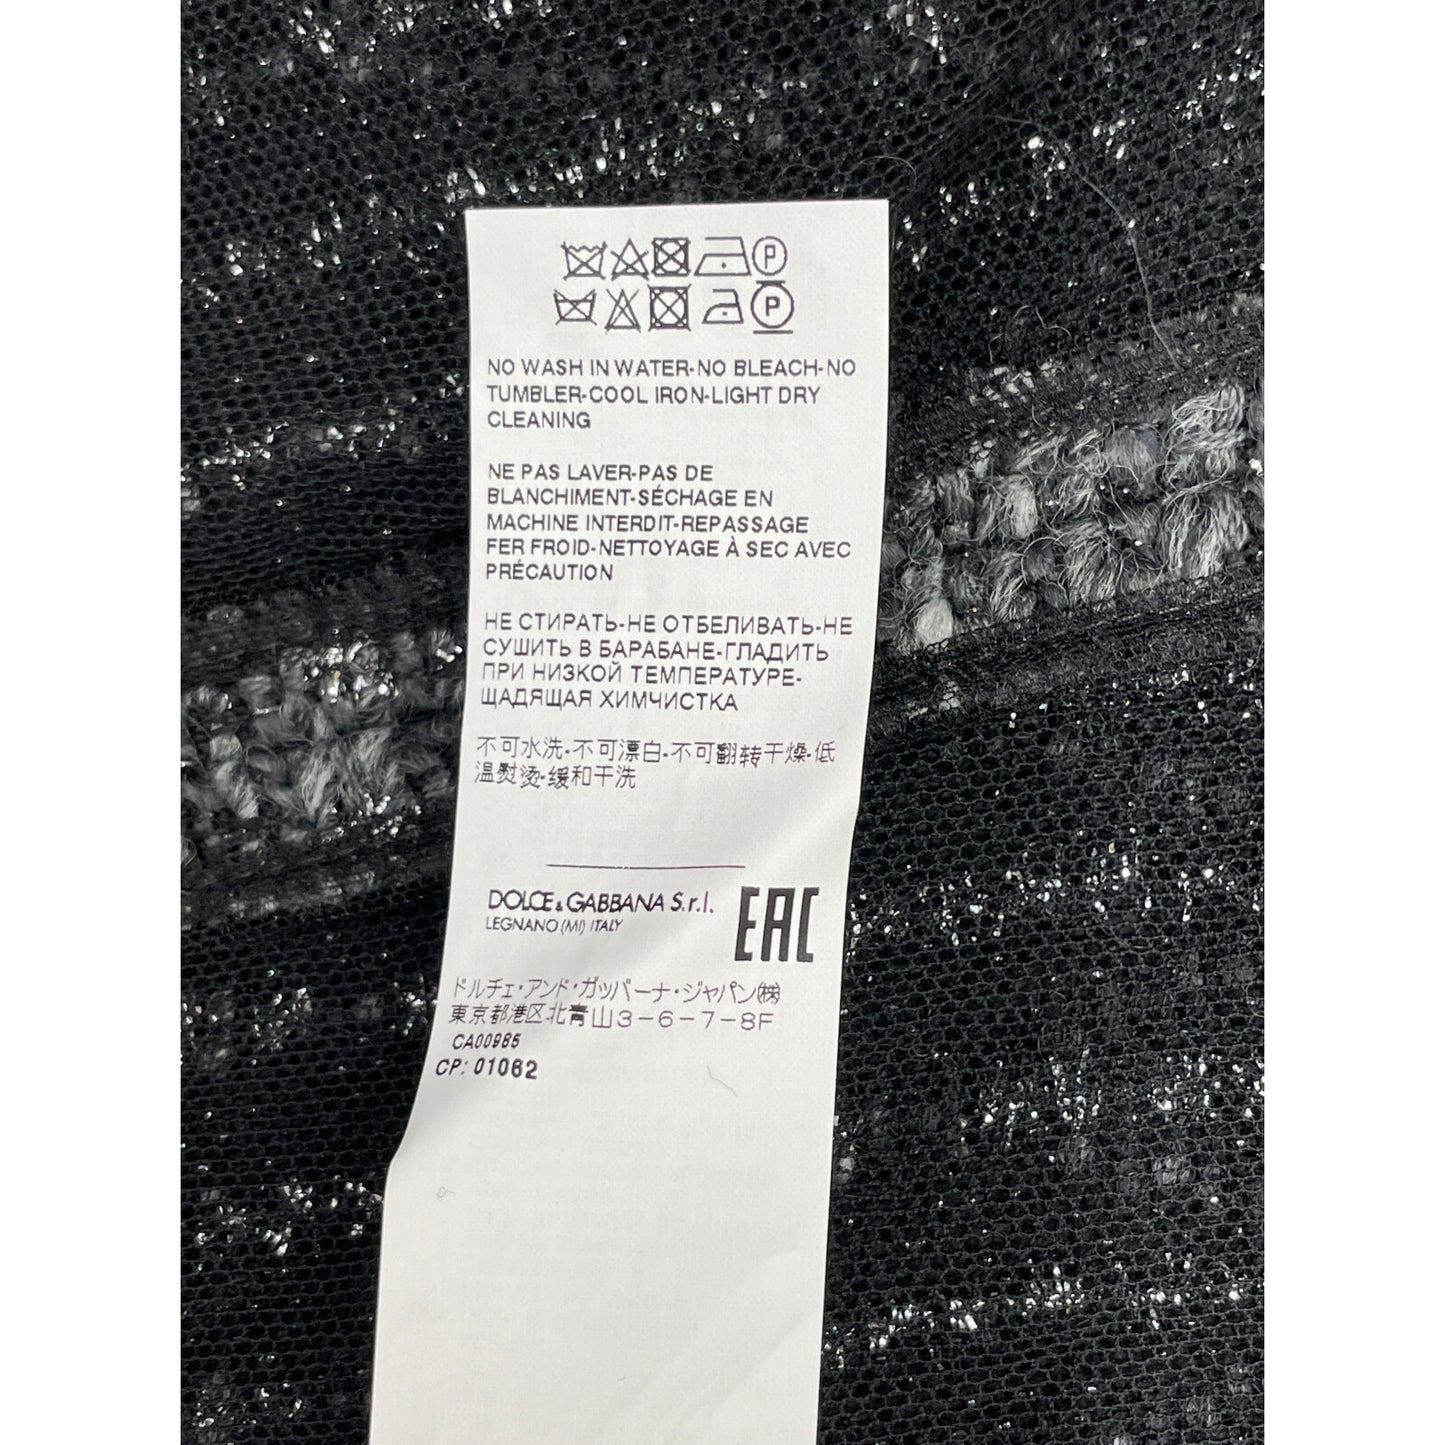 P
P
NO WASH IN WATER-NO BLEACH-NO
TUMBLER-COOL IRON-LIGHT DRY
CLEANING
NE PAS LAVER-PAS DE
BLANCHIMENT-SÉCHAGE EN
MACHINE INTERDIT-REPASSAGE
FER FROID-NETTOYAGE À SEC AVEC
PRÉCAUTION
НЕ СТИРАТЬ-НЕ ОТБЕЛИВАТЬ-НЕ
СУШИТЬ В БАРАБАНЕ-ГЛАДИТЬ
ПРИ НИЗКОЙ ТЕМПЕРАТУРЕ-
ЩАДЯЩАЯ ХИМЧИСТКА
不可水洗-不可漂白-不可翻转干燥-低
温熨烫-缓和干洗
DOLCE & GABBANA S.r.l.
LEGNANO (MI) ITALY
EAC
ドルチェ・アンド・ガッバーナ・ジャパン㈱
東京都港区北青山3-6-7-8F
CA00985
CP: 01062